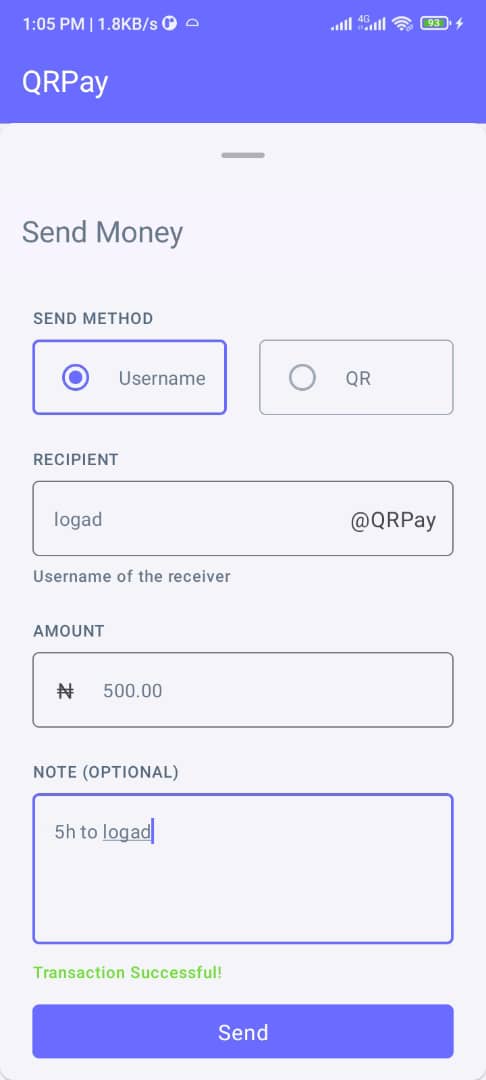 1:05 PM | 1.8KB/s
4G
93
QRPay
Send Money
SEND METHOD
Username
QR
RECIPIENT
logad
@QRPay
Username of the receiver
AMOUNT
₦ 500.00
NOTE (OPTIONAL)
5h to logad
Transaction Successful!
Send